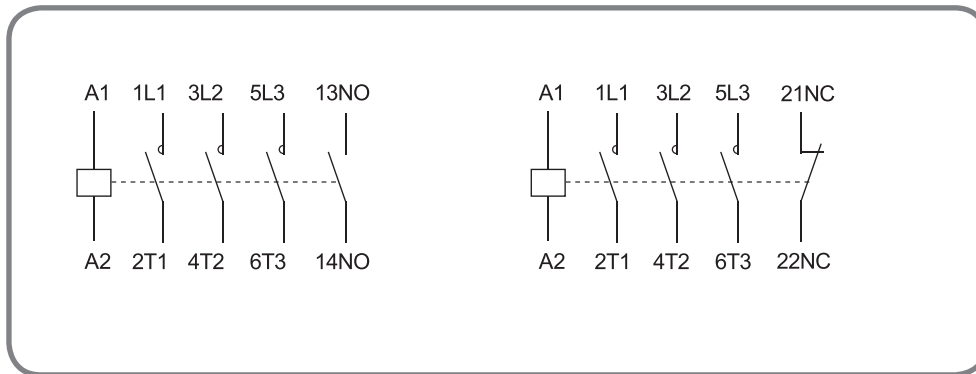 A1 1L1 3L2 5L3 13NO
A2 2T1 4T2 6T3 14NO
A1 1L1 3L2 5L3 21NC
A2 2T1 4T2 6T3 22NC